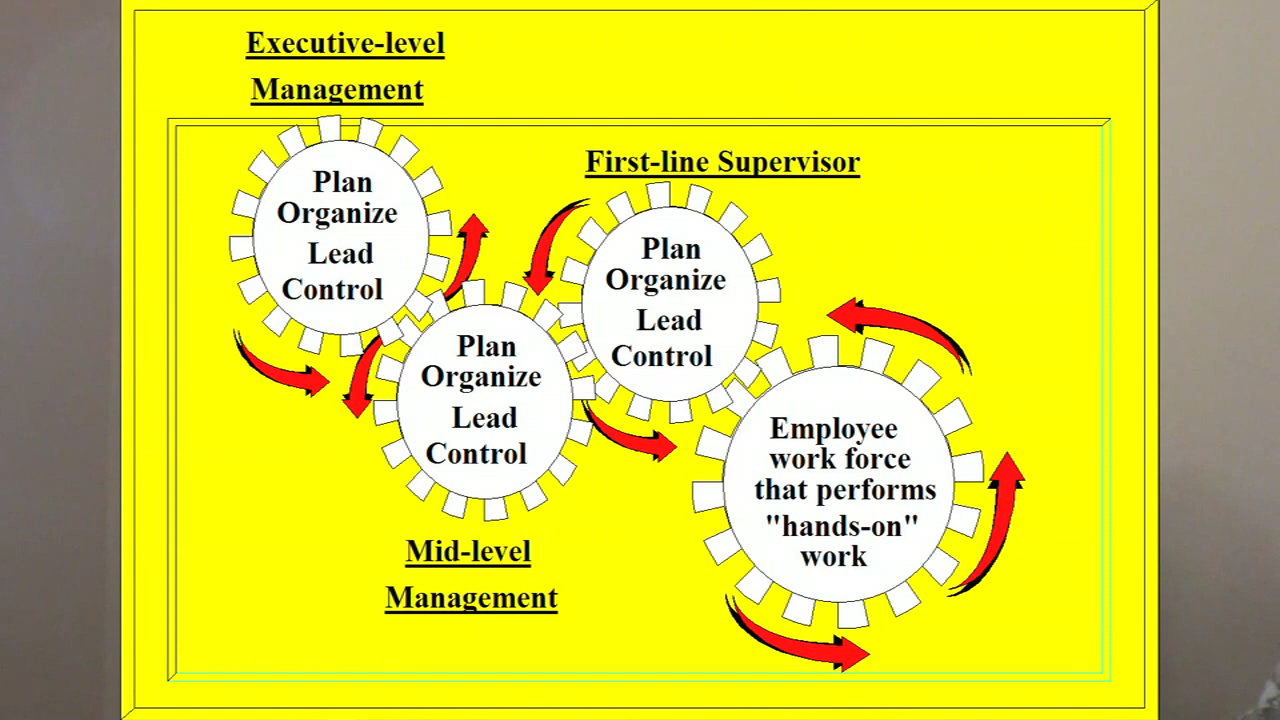 Executive-level
Management
Plan
Organize
Lead
Control
First-line Supervisor
Plan
Organize
Lead
Control
Plan
Organize
Lead
Control
Mid-level
Management
Employee
work force
that performs
"hands-on"
work